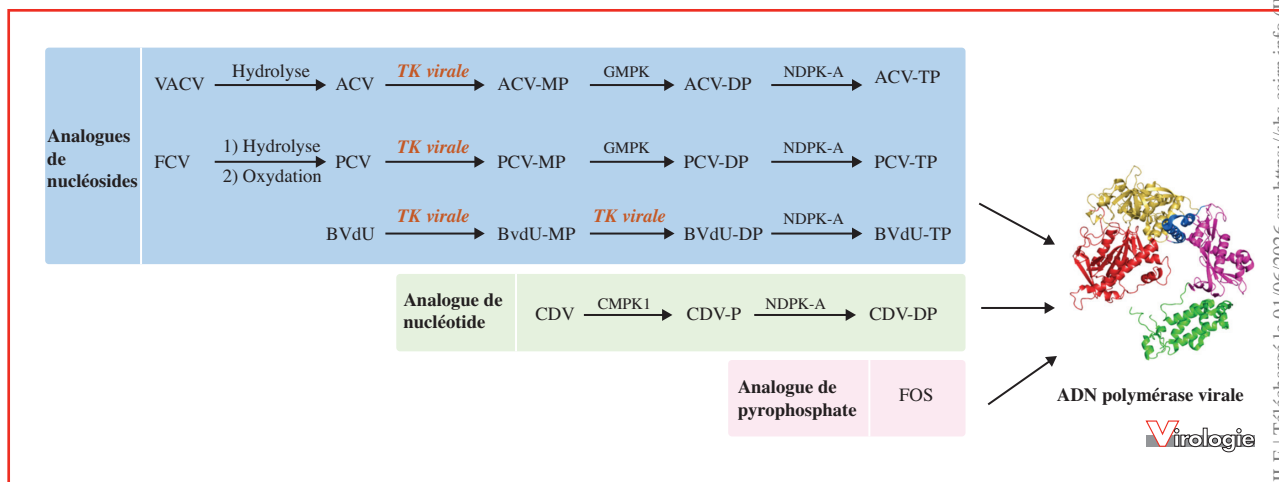 VACV Hydrolyse ACV TK virale ACV-MP GMPK ACV-DP NDPK-A ACV-TP
Analogues
de
nucléosides
FCV 1) Hydrolyse PCV TK virale PCV-MP GMPK PCV-DP NDPK-A PCV-TP
2) Oxydation
BVdU TK virale BvdU-MP TK virale BVdU-DP NDPK-A BVdU-TP
Analogue de
nucléotide
CDV CMPK1 CDV-P NDPK-A CDV-DP
Analogue de
pyrophosphate
FOS
ADN polymérase virale
Virologie